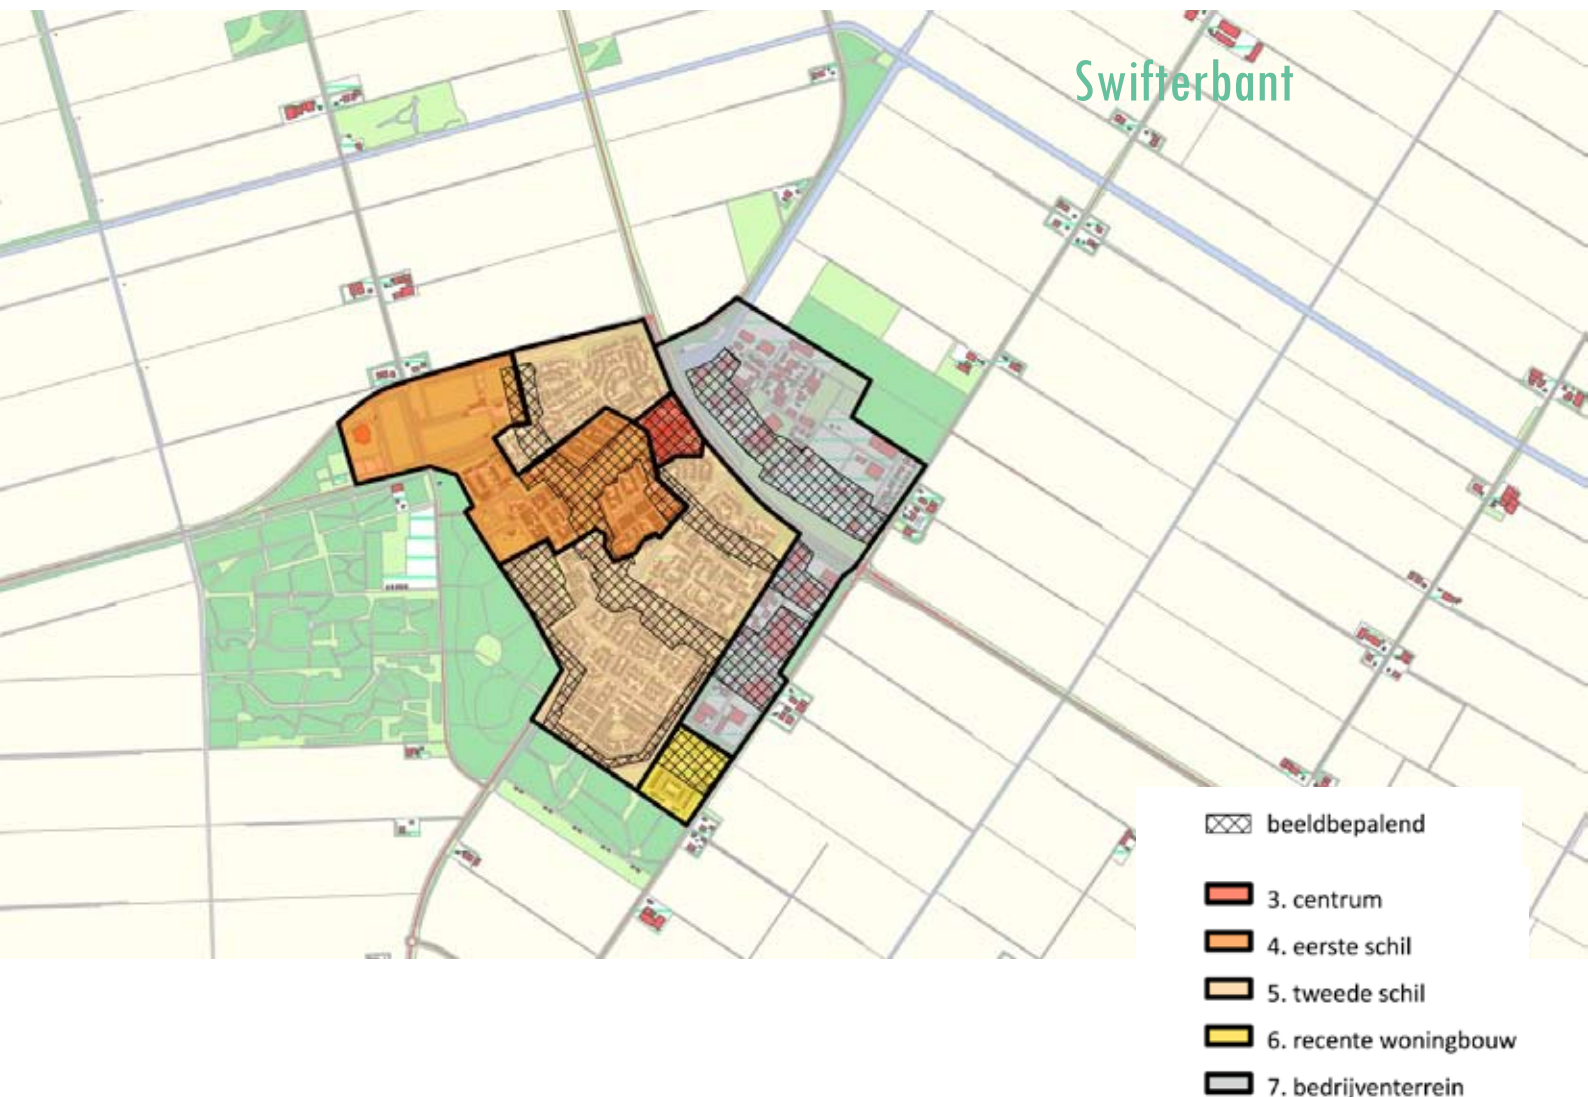 Swifterbant
beeldbepalend
3. centrum
4. eerste schil
5. tweede schil
6. recente woningbouw
7. bedrijventerrein